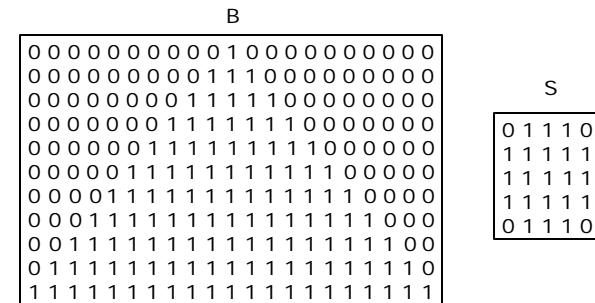 B
0 0 0 0 0 0 0 0 0 0 1 0 0 0 0 0 0 0 0 0 0
0 0 0 0 0 0 0 0 0 1 1 1 0 0 0 0 0 0 0 0 0
0 0 0 0 0 0 0 0 1 1 1 1 1 0 0 0 0 0 0 0 0
0 0 0 0 0 0 0 1 1 1 1 1 1 1 0 0 0 0 0 0 0
0 0 0 0 0 0 1 1 1 1 1 1 1 1 1 0 0 0 0 0 0
0 0 0 0 0 1 1 1 1 1 1 1 1 1 1 1 0 0 0 0 0
0 0 0 0 1 1 1 1 1 1 1 1 1 1 1 1 1 0 0 0 0
0 0 0 1 1 1 1 1 1 1 1 1 1 1 1 1 1 1 0 0 0
0 0 1 1 1 1 1 1 1 1 1 1 1 1 1 1 1 1 1 0 0
0 1 1 1 1 1 1 1 1 1 1 1 1 1 1 1 1 1 1 1 0
1 1 1 1 1 1 1 1 1 1 1 1 1 1 1 1 1 1 1 1 1
S
0 1 1 1 0
1 1 1 1 1
1 1 1 1 1
1 1 1 1 1
0 1 1 1 0